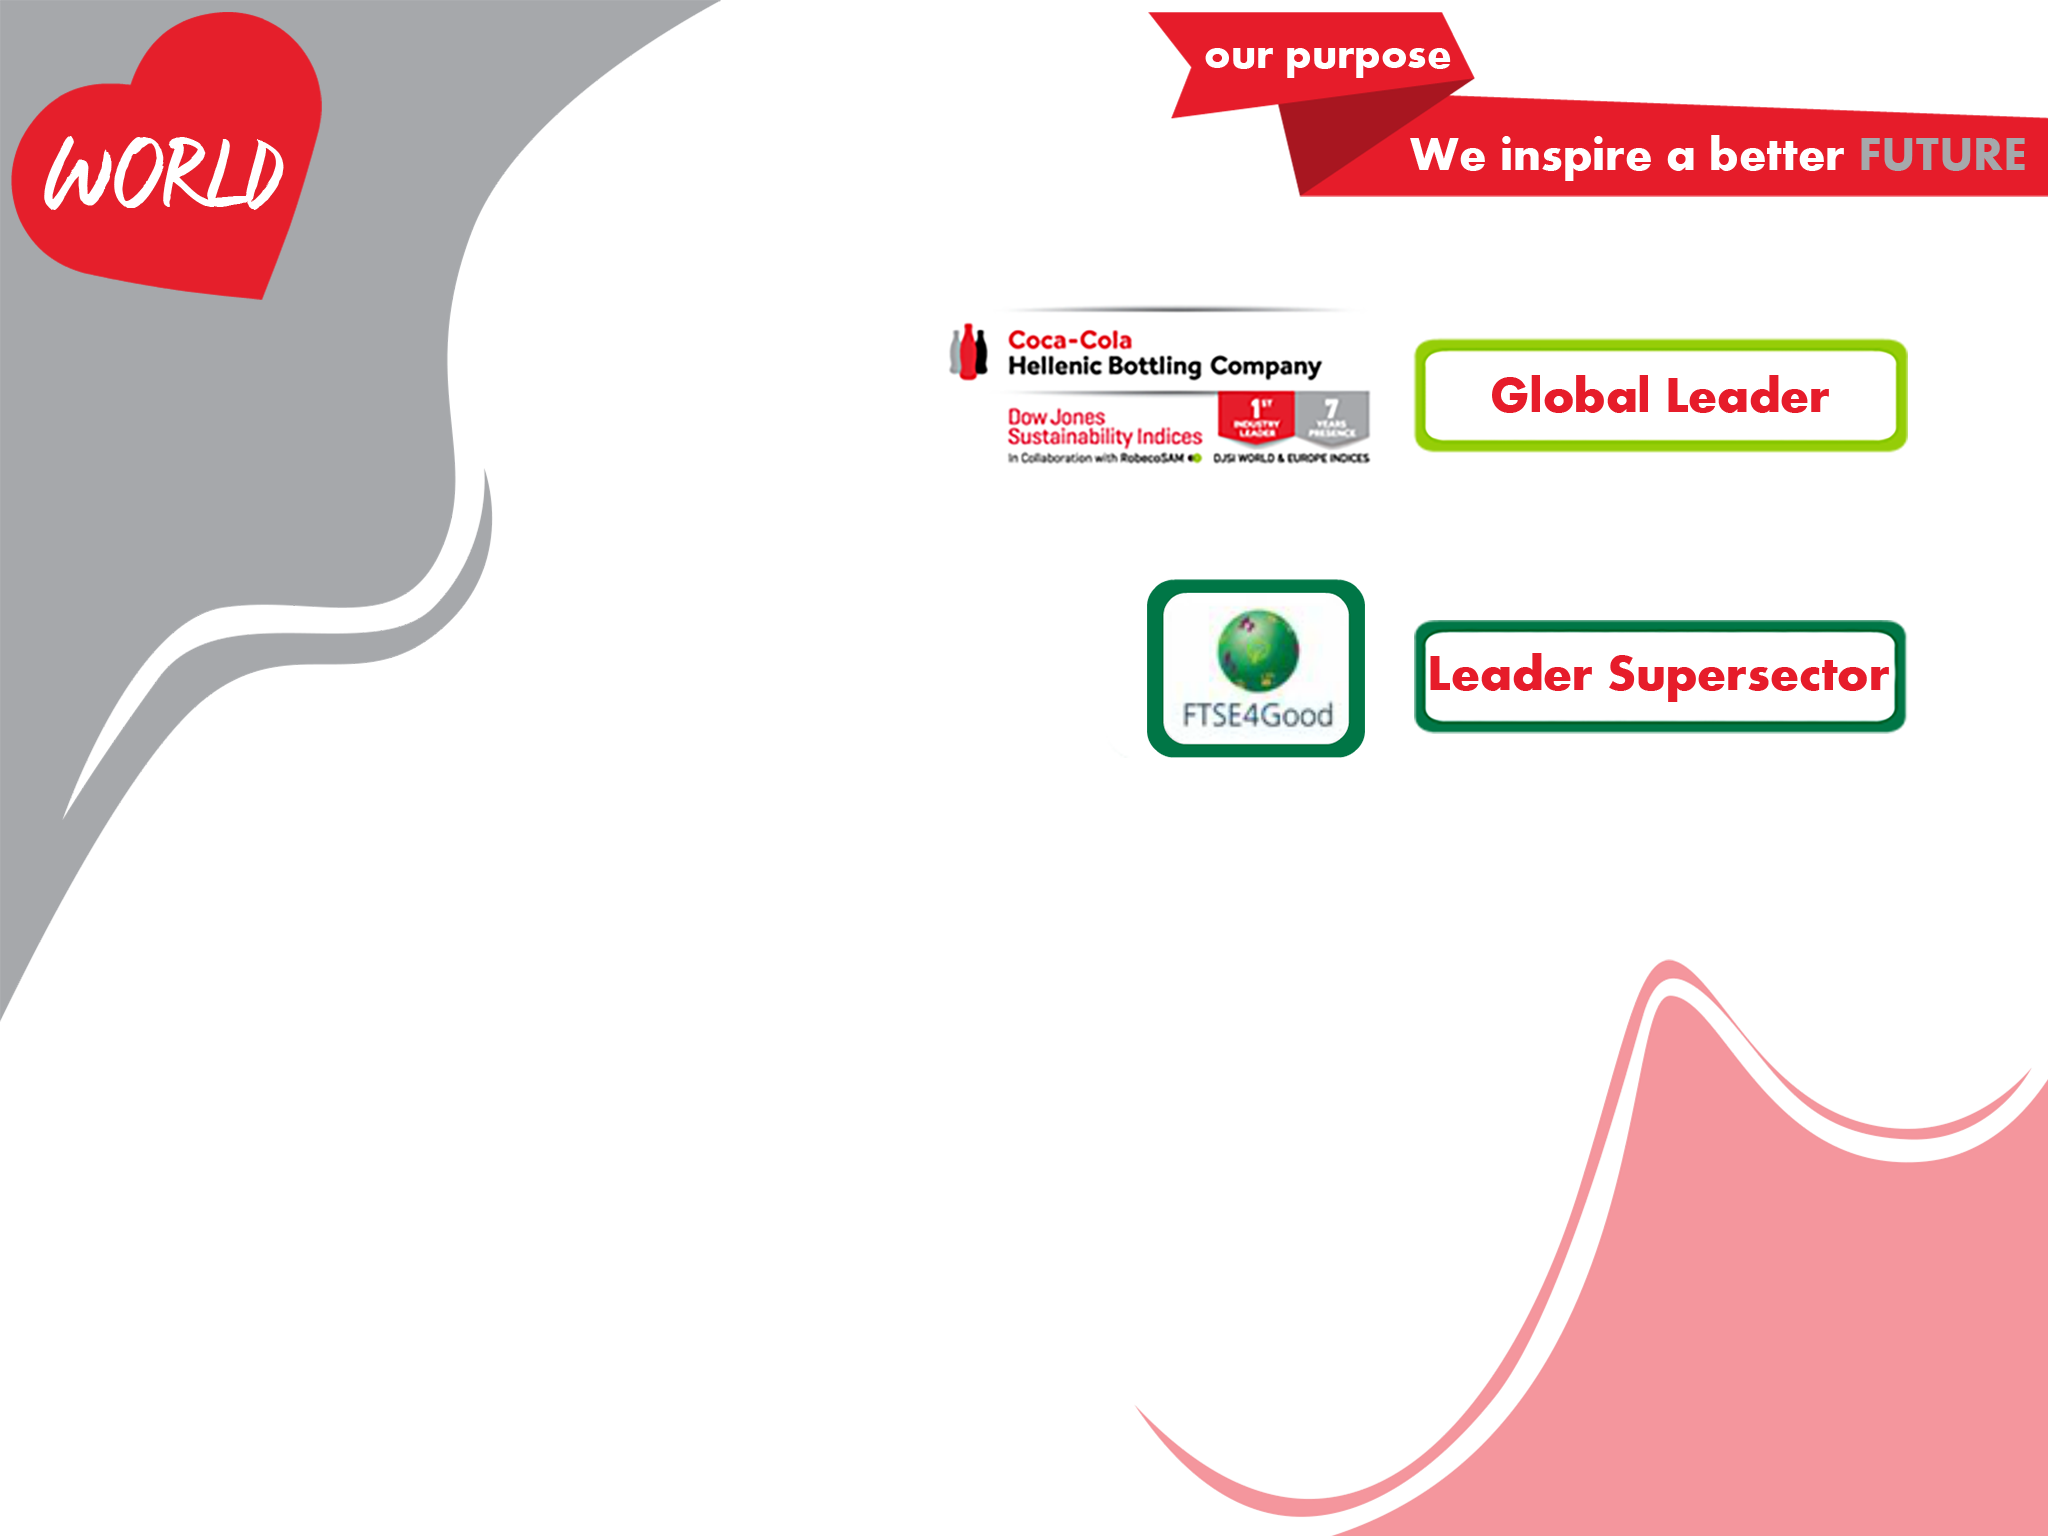 WORLD
our purpose
We inspire a better FUTURE
Coca-Cola
Hellenic Bottling Company
Dow Jones
Sustainability Indices
In Collaboration with RobecoSAM
1ST
INDUSTRY
LEADER
7
YEARS
PRESENCE
DJSI WORLD & EUROPE INDICES
Global Leader
FTSE4Good
Leader Supersector